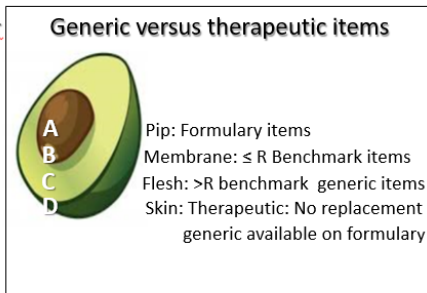 Generic versus therapeutic items
A
Pip: Formulary items
B
Membrane: ≤ R Benchmark items
C
Flesh: >R benchmark generic items
D
Skin: Therapeutic: No replacement
generic available on formulary